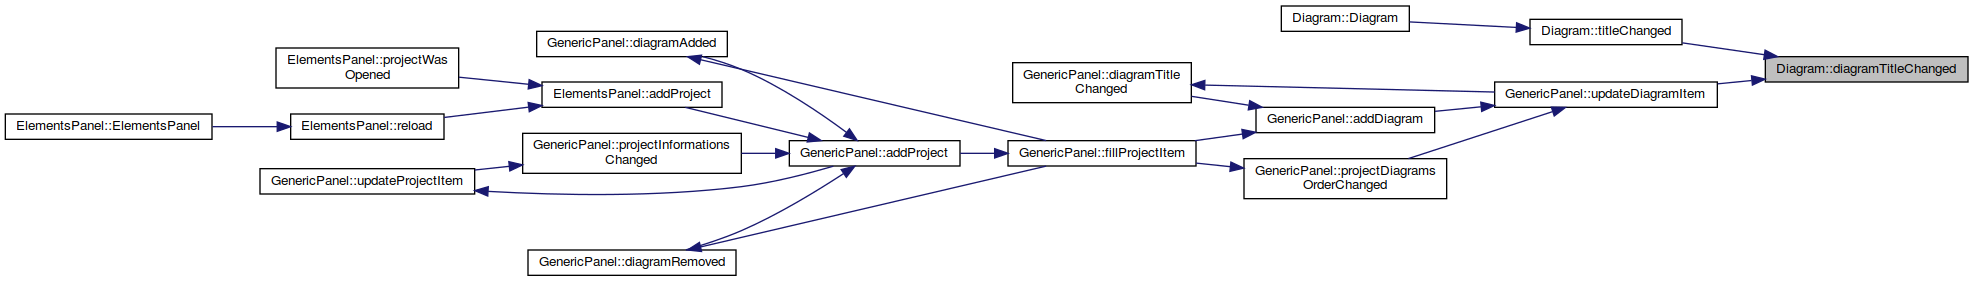 Diagram::Diagram
Diagram::titleChanged
GenericPanel::diagramAdded
ElementsPanel::projectWas
Opened
Diagram::diagramTitleChanged
GenericPanel::diagramTitle
Changed
ElementsPanel::addProject
GenericPanel::updateDiagramItem
ElementsPanel::ElementsPanel
ElementsPanel::reload
GenericPanel::addDiagram
GenericPanel::projectInformations
Changed
GenericPanel::addProject
GenericPanel::fillProjectItem
GenericPanel::projectDiagrams
OrderChanged
GenericPanel::updateProjectItem
GenericPanel::diagramRemoved